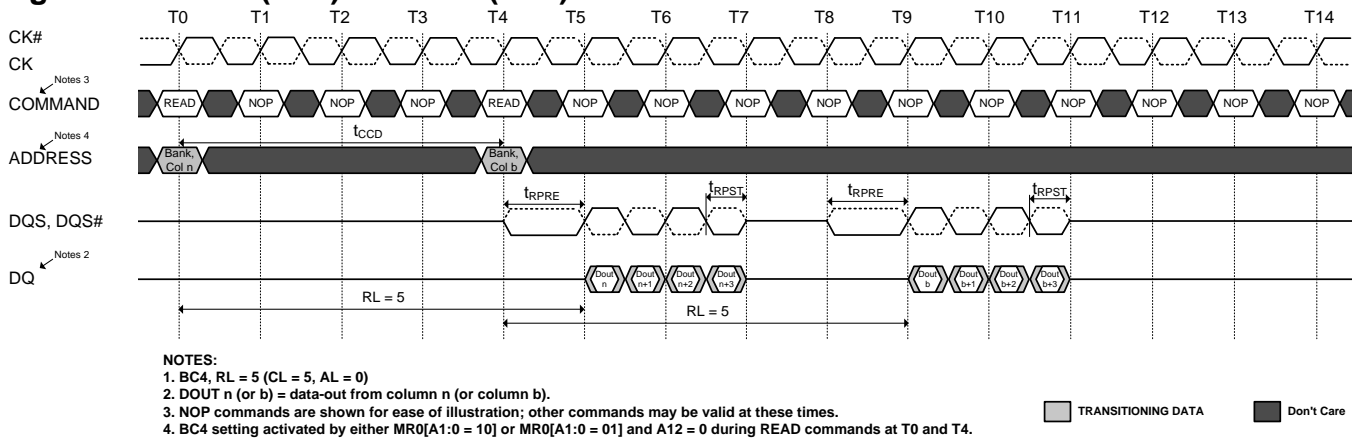 T0 T1 T2 T3 T4 T5 T6 T7 T8 T9 T10 T11 T12 T13 T14
CK#
CK
Notes 3
COMMAND READ NOP NOP NOP READ NOP NOP NOP NOP NOP NOP NOP NOP NOP NOP
tCCD
Notes 4
ADDRESS Bank, Col n Bank, Col b
tRPRE tRPST tRPRE tRPST
DQS, DQS#
Notes 2
DQ Dout n Dout n+1 Dout n+2 Dout n+3 Dout b Dout b+1 Dout b+2 Dout b+3
RL = 5 RL = 5
NOTES:
1. BC4, RL = 5 (CL = 5, AL = 0)
2. DOUT n (or b) = data-out from column n (or column b).
3. NOP commands are shown for ease of illustration; other commands may be valid at these times.
4. BC4 setting activated by either MR0[A1:0 = 10] or MR0[A1:0 = 01] and A12 = 0 during READ commands at T0 and T4.
TRANSITIONING DATA Don't Care